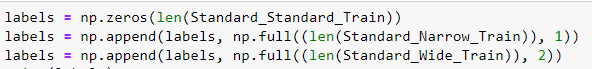 labels = np.zeros(len(Standard_Standard_Train))
labels = np.append(labels, np.full((len(Standard_Narrow_Train)), 1))
labels = np.append(labels, np.full((len(Standard_Wide_Train)), 2))